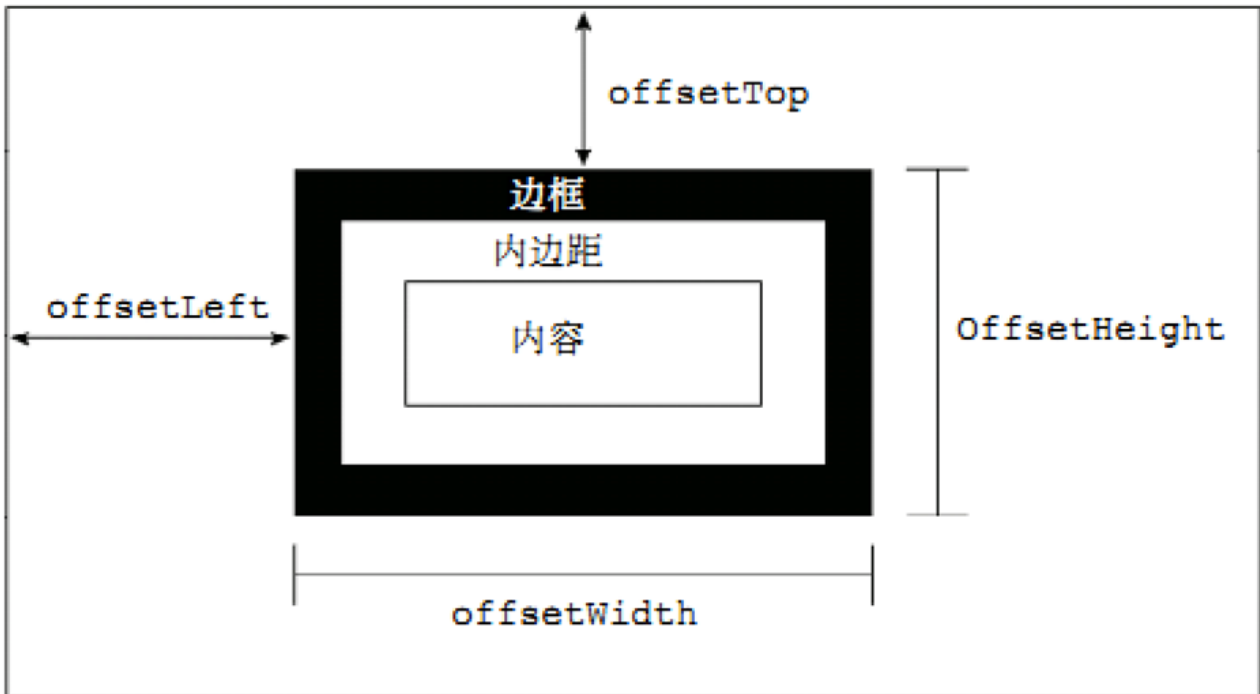 offsetTop
边框
内边距
offsetLeft
内容
OffsetHeight
offsetWidth